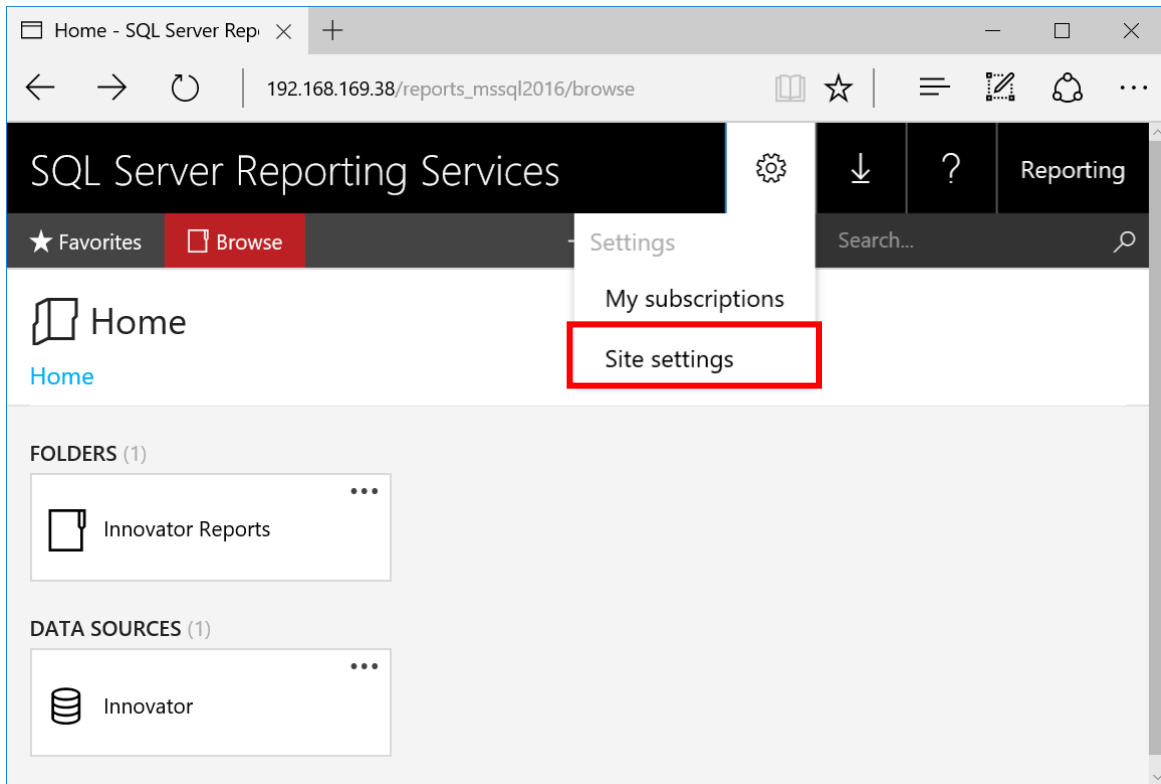 Home - SQL Server Rep
192.168.169.38/reports_mssql2016/browse
SQL Server Reporting Services
?
Reporting
Favorites
Browse
Settings
Search...
My subscriptions
Site settings
Home
Home
FOLDERS (1)
Innovator Reports
DATA SOURCES (1)
Innovator